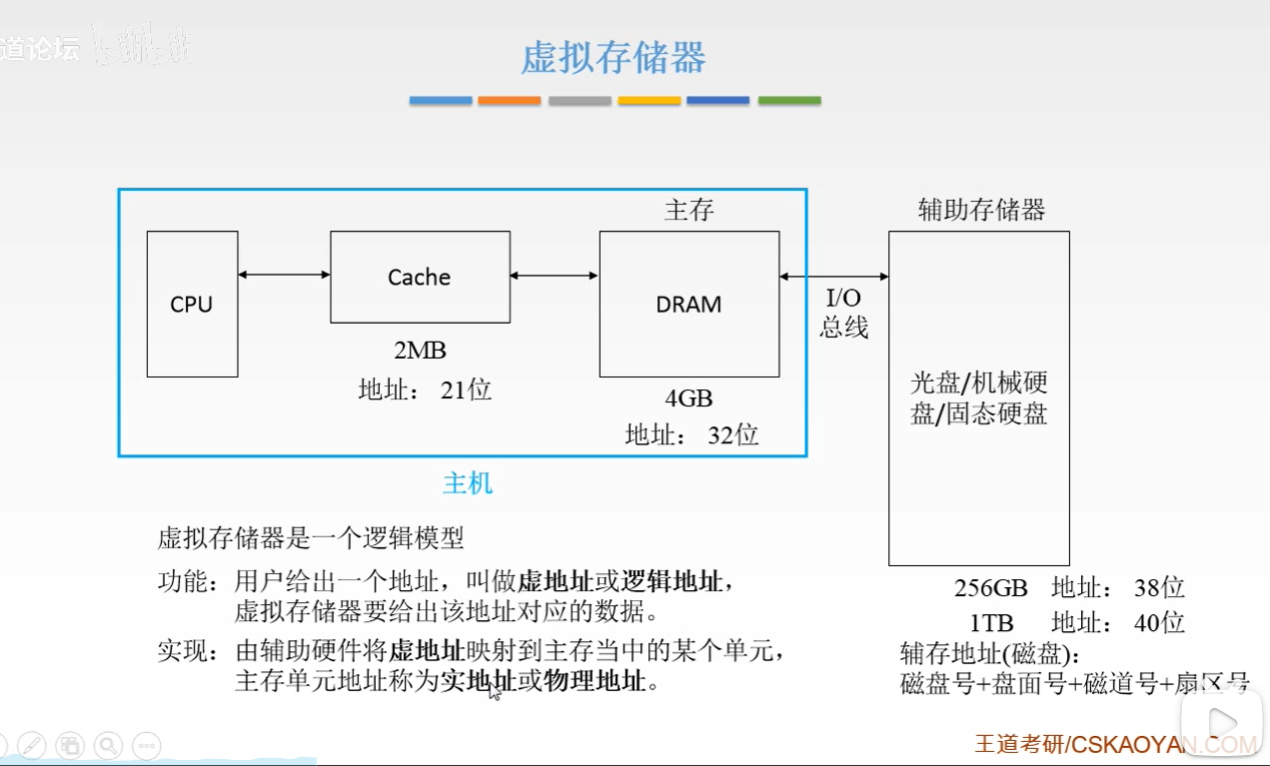 道论坛
虚拟存储器
主存
辅助存储器
CPU
Cache
DRAM
I/O
总线
2MB
地址： 21位
4GB
地址： 32位
光盘/机械硬
盘/固态硬盘
主机
虚拟存储器是一个逻辑模型
功能：用户给出一个地址，叫做虚地址或逻辑地址，
虚拟存储器要给出该地址对应的数据。
实现：由辅助硬件将虚地址映射到主存当中的某个单元，
主存单元地址称为实地址或物理地址。
256GB 地址： 38位
1TB 地址： 40位
辅存地址(磁盘)：
磁盘号+盘面号+磁道号+扇区号
王道考研/CSKAOYAN.COM